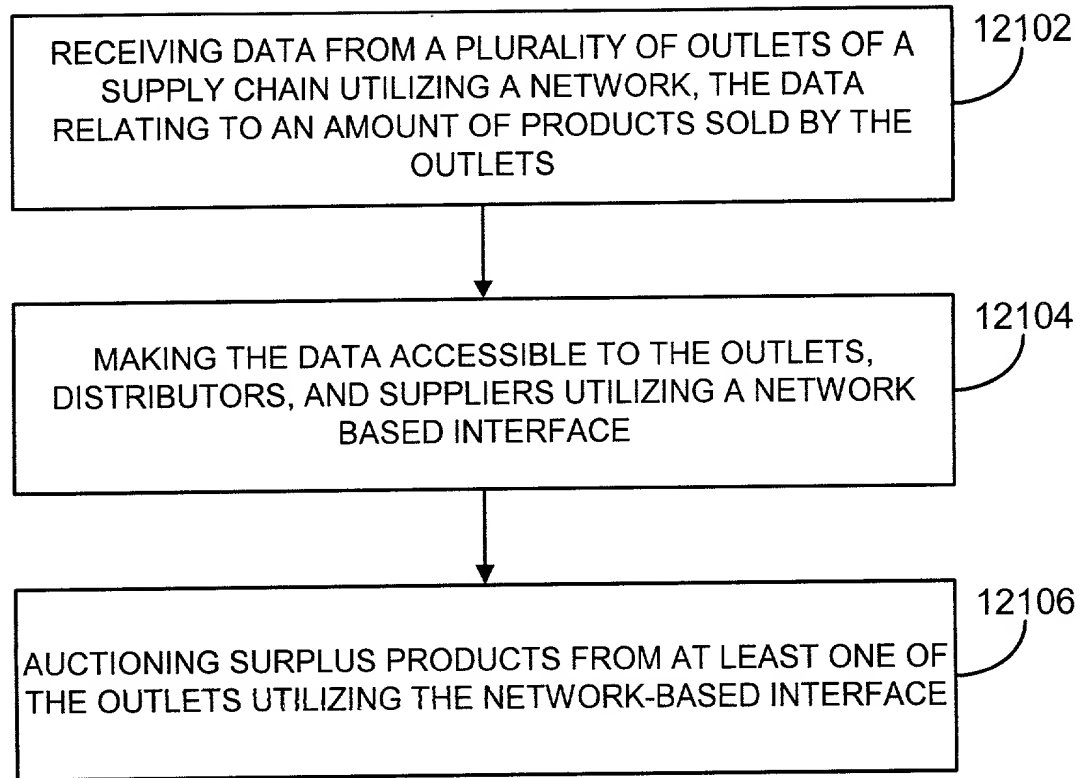 RECEIVING DATA FROM A PLURALITY OF OUTLETS OF A
SUPPLY CHAIN UTILIZING A NETWORK, THE DATA
RELATING TO AN AMOUNT OF PRODUCTS SOLD BY THE
OUTLETS
12102
MAKING THE DATA ACCESSIBLE TO THE OUTLETS,
DISTRIBUTORS, AND SUPPLIERS UTILIZING A NETWORK
BASED INTERFACE
12104
AUCTIONING SURPLUS PRODUCTS FROM AT LEAST ONE OF
THE OUTLETS UTILIZING THE NETWORK-BASED INTERFACE
12106